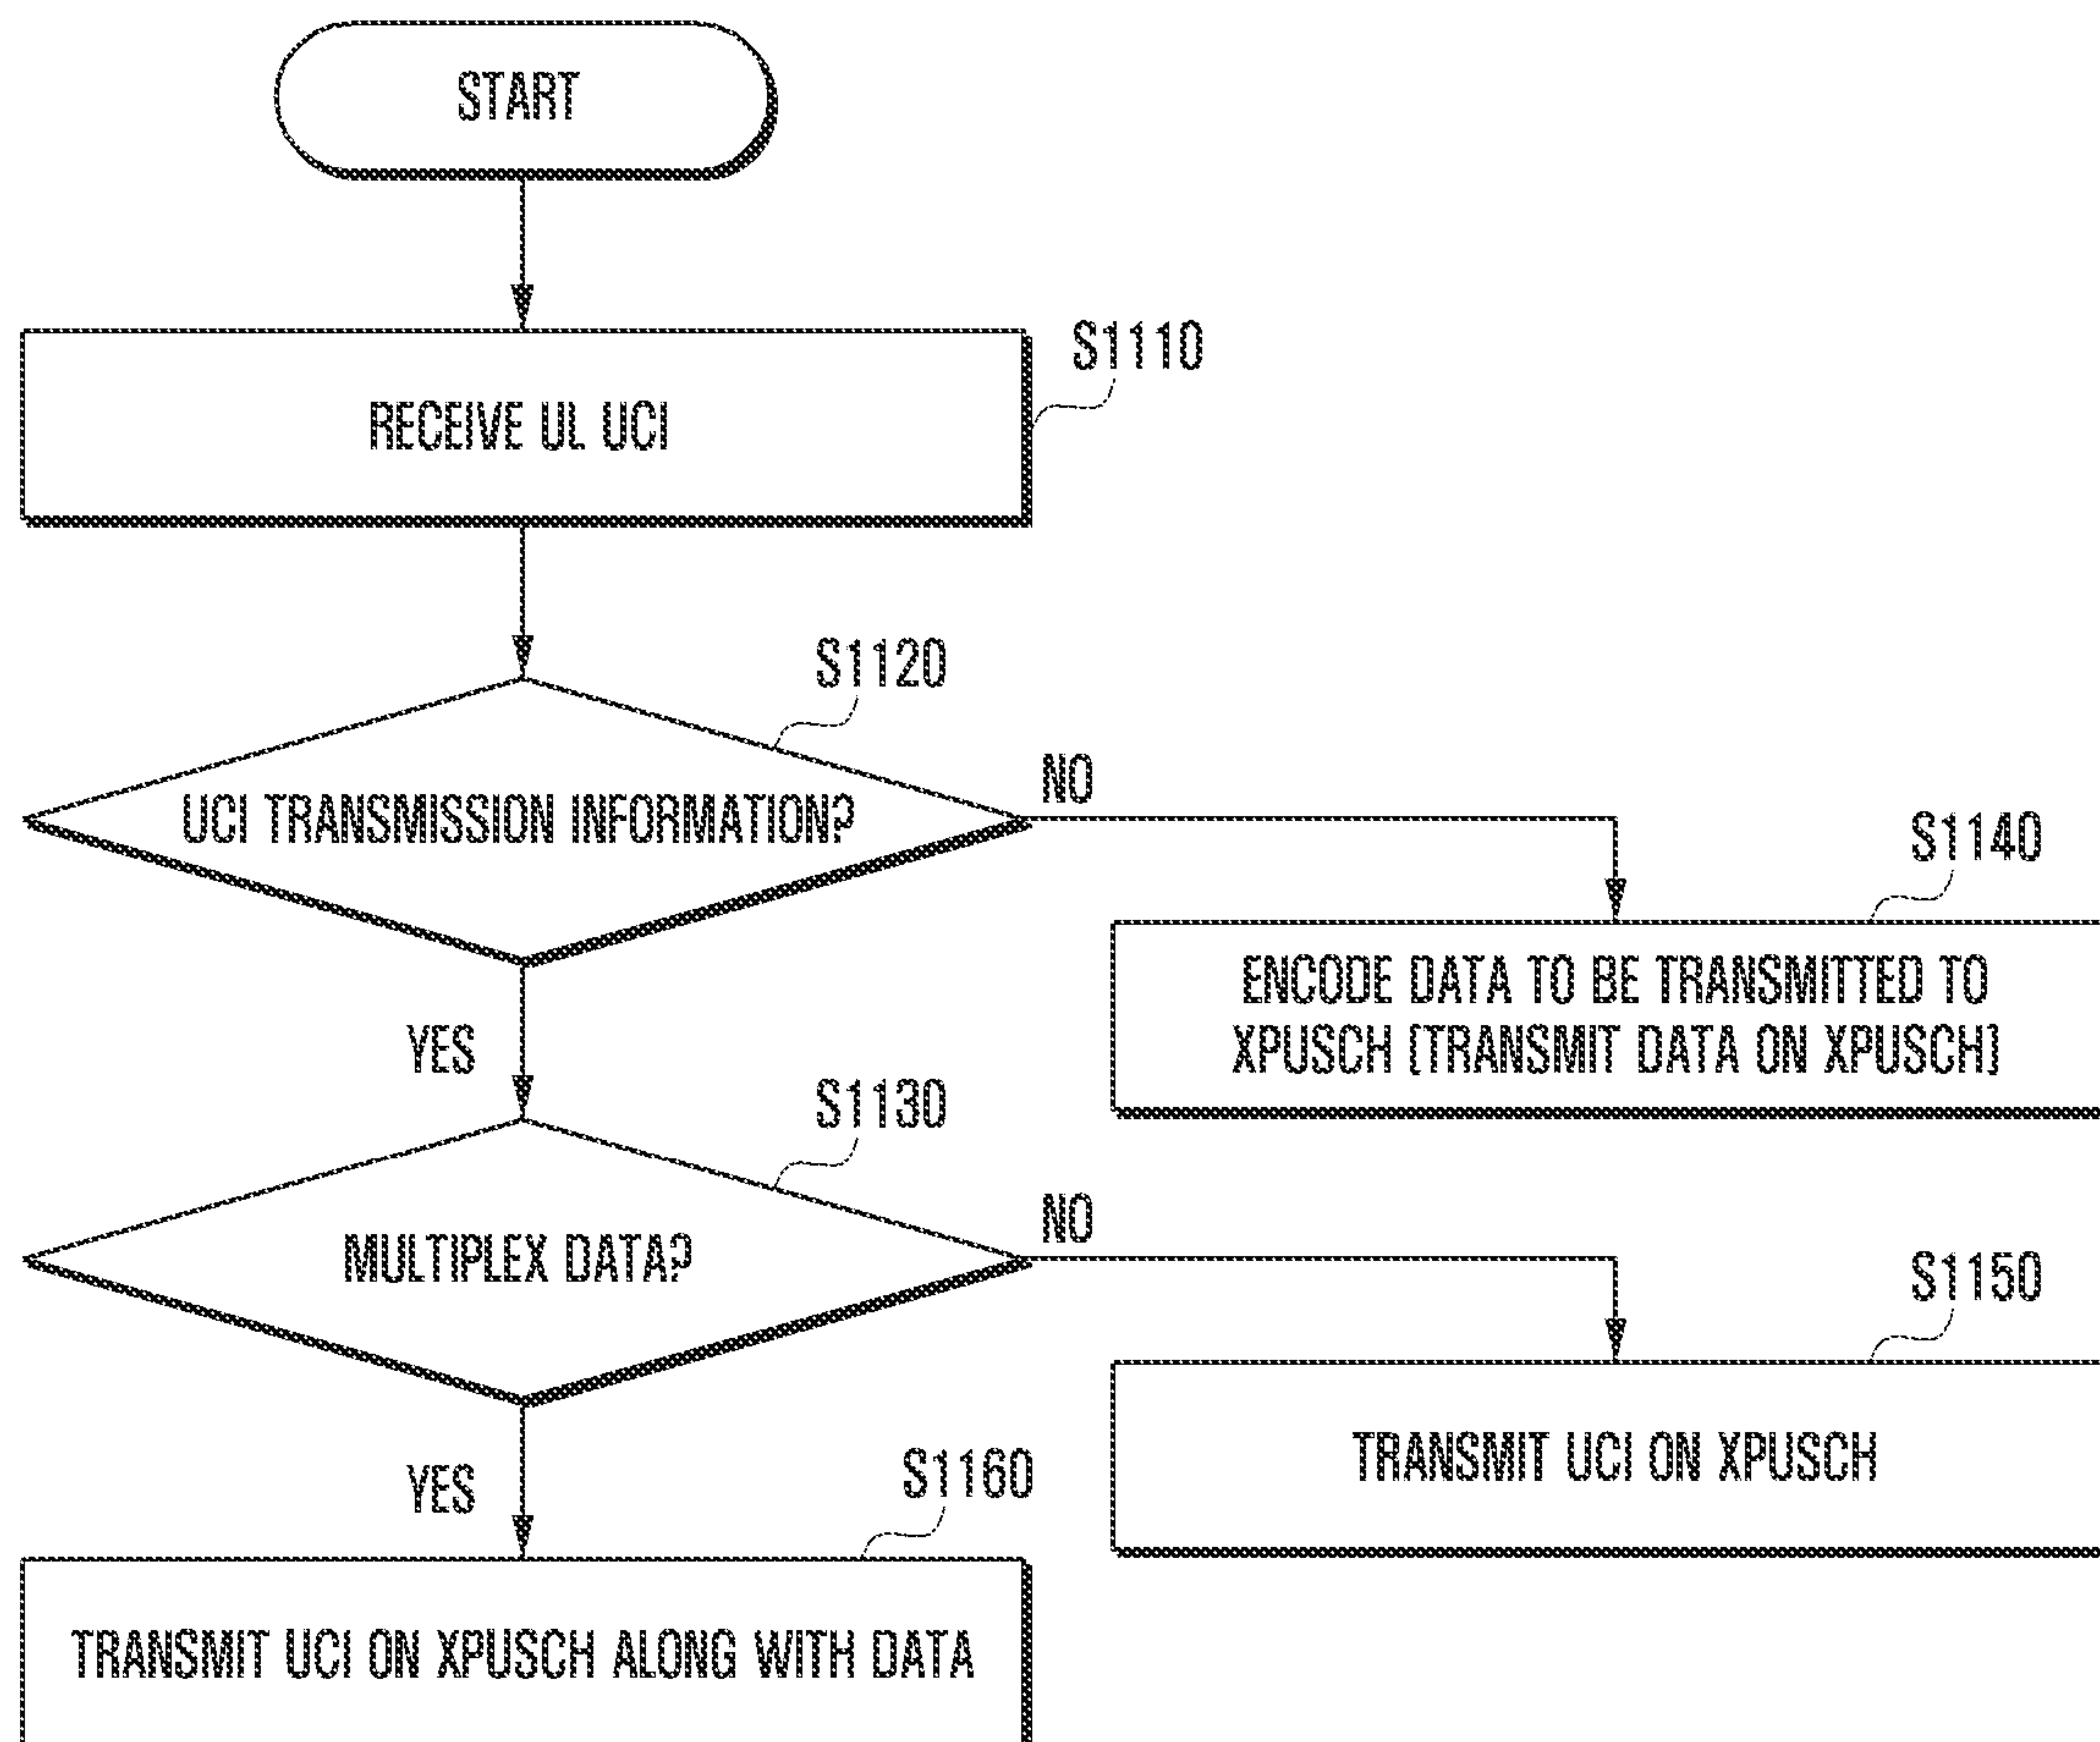 START
S1110
RECEIVE UL UCI
S1120
UCI TRANSMISSION INFORMATION?
NO
S1140
ENCODE DATA TO BE TRANSMITTED TO
XPUSCH [TRANSMIT DATA ON XPUSCH]
YES
S1130
MULTIPLEX DATA?
NO
S1150
TRANSMIT UCI ON XPUSCH
YES
S1160
TRANSMIT UCI ON XPUSCH ALONG WITH DATA